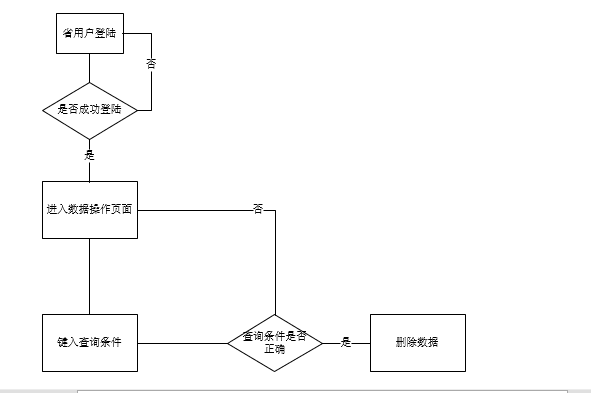 省用户登陆
否
是否成功登陆
是
进入数据操作页面
否
键入查询条件
查询条件是否
正确
是
删除数据